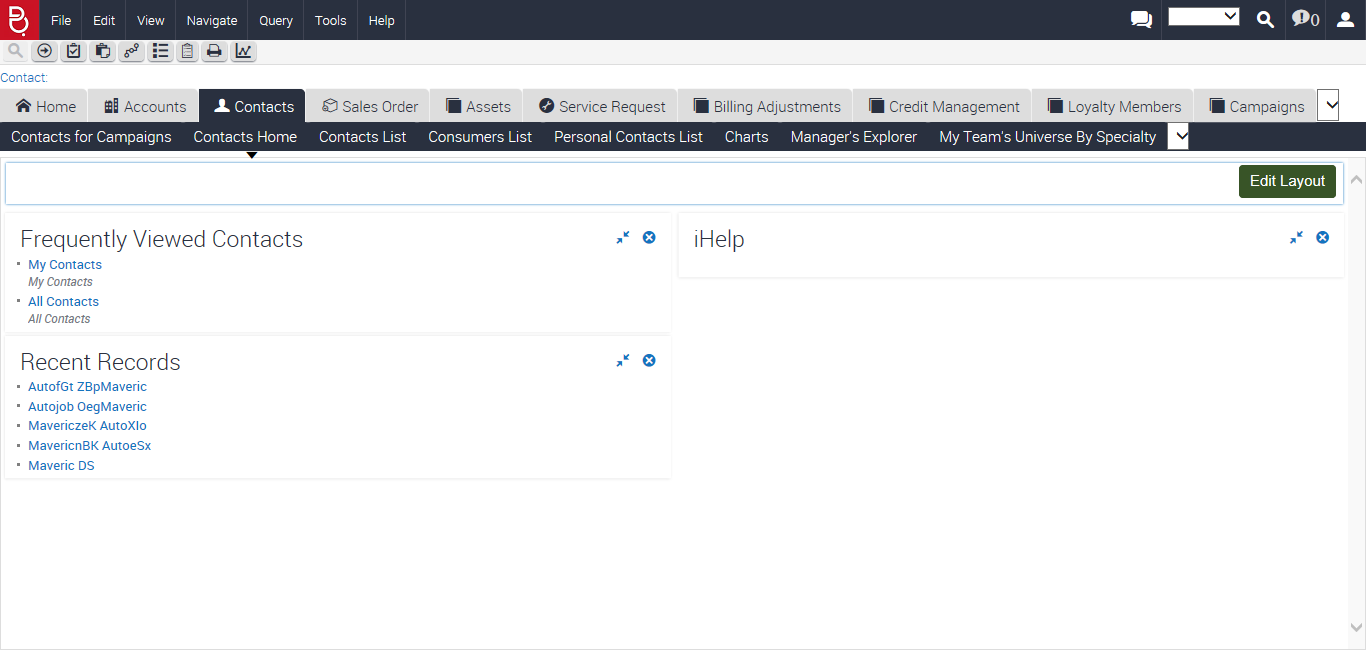 File Edit View Navigate Query Tools Help 0
Contact:
Home Accounts Contacts Sales Order Assets Service Request Billing Adjustments Credit Management Loyalty Members Campaigns
Contacts for Campaigns Contacts Home Contacts List Consumers List Personal Contacts List Charts Manager's Explorer My Team's Universe By Specialty
Edit Layout
Frequently Viewed Contacts
My Contacts
My Contacts
All Contacts
All Contacts
iHelp
Recent Records
AutofGt ZBpMaveric
Autojob OegMaveric
MavericzeK AutoXIo
MavericnBK AutoeSx
Maveric DS